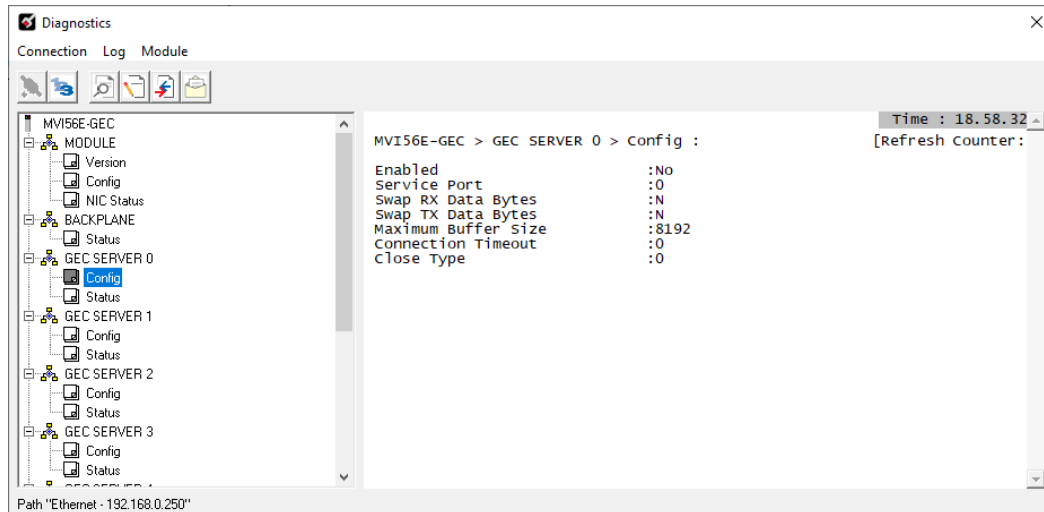 Diagnostics
Connection Log Module
MVI56E-GEC
MODULE
Version
Config
NIC Status
BACKPLANE
Status
GEC SERVER 0
Config
Status
GEC SERVER 1
Config
Status
GEC SERVER 2
Config
Status
GEC SERVER 3
Config
Status
Time : 18.58.32
MVI56E-GEC > GEC SERVER 0 > Config : [Refresh Counter:
Enabled :No
Service Port :0
Swap RX Data Bytes :N
Swap TX Data Bytes :N
Maximum Buffer Size :8192
Connection Timeout :0
Close Type :0
Path "Ethernet - 192.168.0.250"